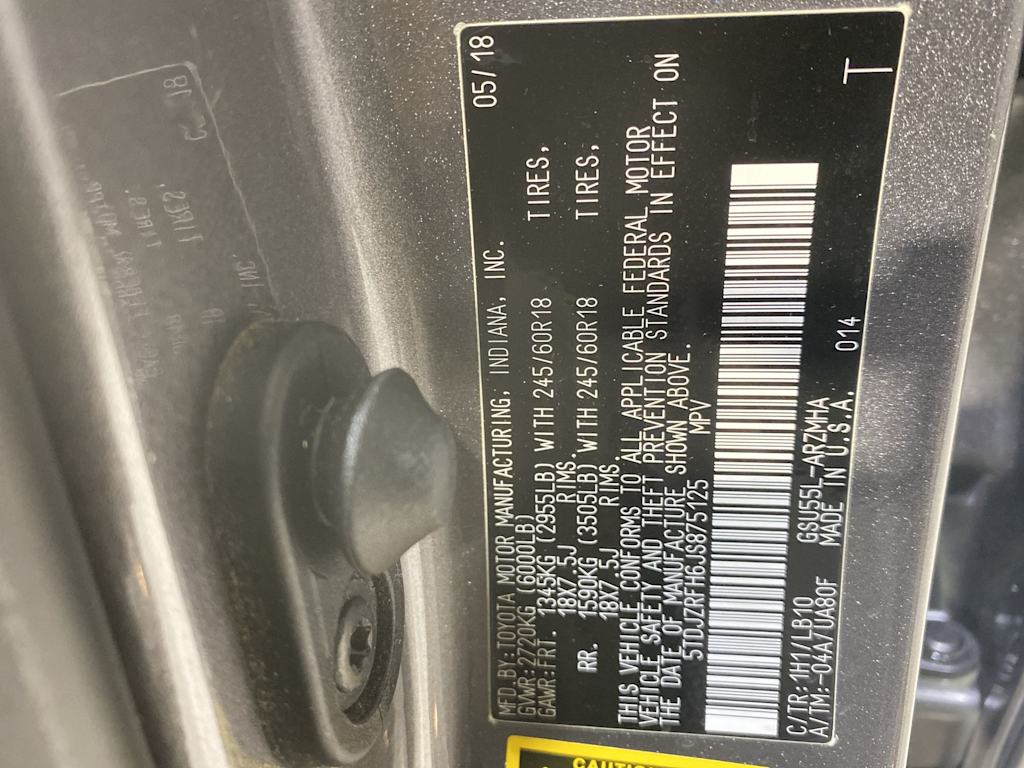 MFD.BY:TOYOTA MOTOR MANUFACTURING, INDIANA, INC. 05/18
GVWR:2720KG (6000LB)
GAWR:FRT. 1345KG (2955LB) WITH 245/60R18 TIRES,
18X7.5J RIMS.
RR. 1590KG (3505LB) WITH 245/60R18 TIRES,
18X7.5J RIMS.
THIS VEHICLE CONFORMS TO ALL APPLICABLE FEDERAL MOTOR
VEHICLE SAFETY AND THEFT PREVENTION STANDARDS IN EFFECT ON
THE DATE OF MANUFACTURE SHOWN ABOVE.
5TDJZRFH6JS875125 MPV
C/TR:1H1/LB10 GSU55L-ARZMHA 014 T
A/TM:-04A/UA80F MADE IN U.S.A.
CAUTION